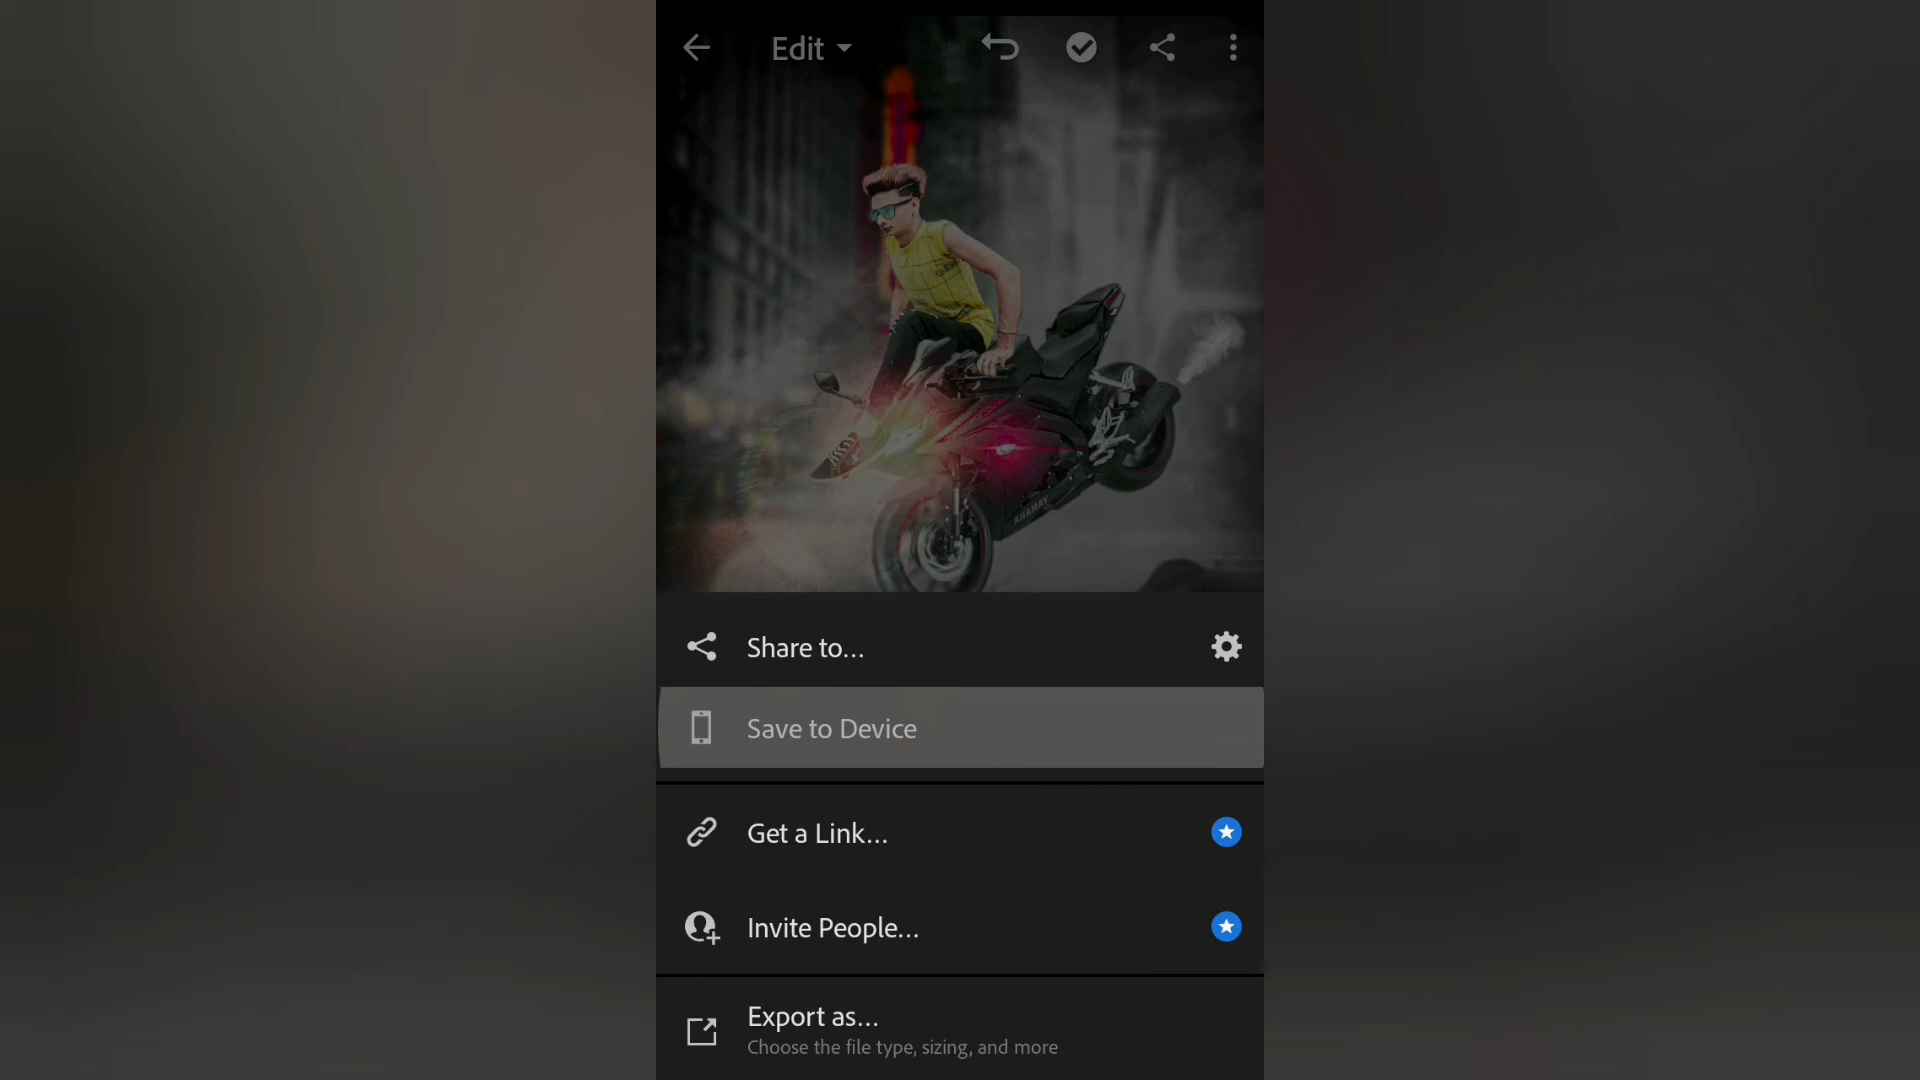 Edit
AHAMAY
Share to...
Save to Device
Get a Link...
Invite People...
Export as...
Choose the file type, sizing, and more